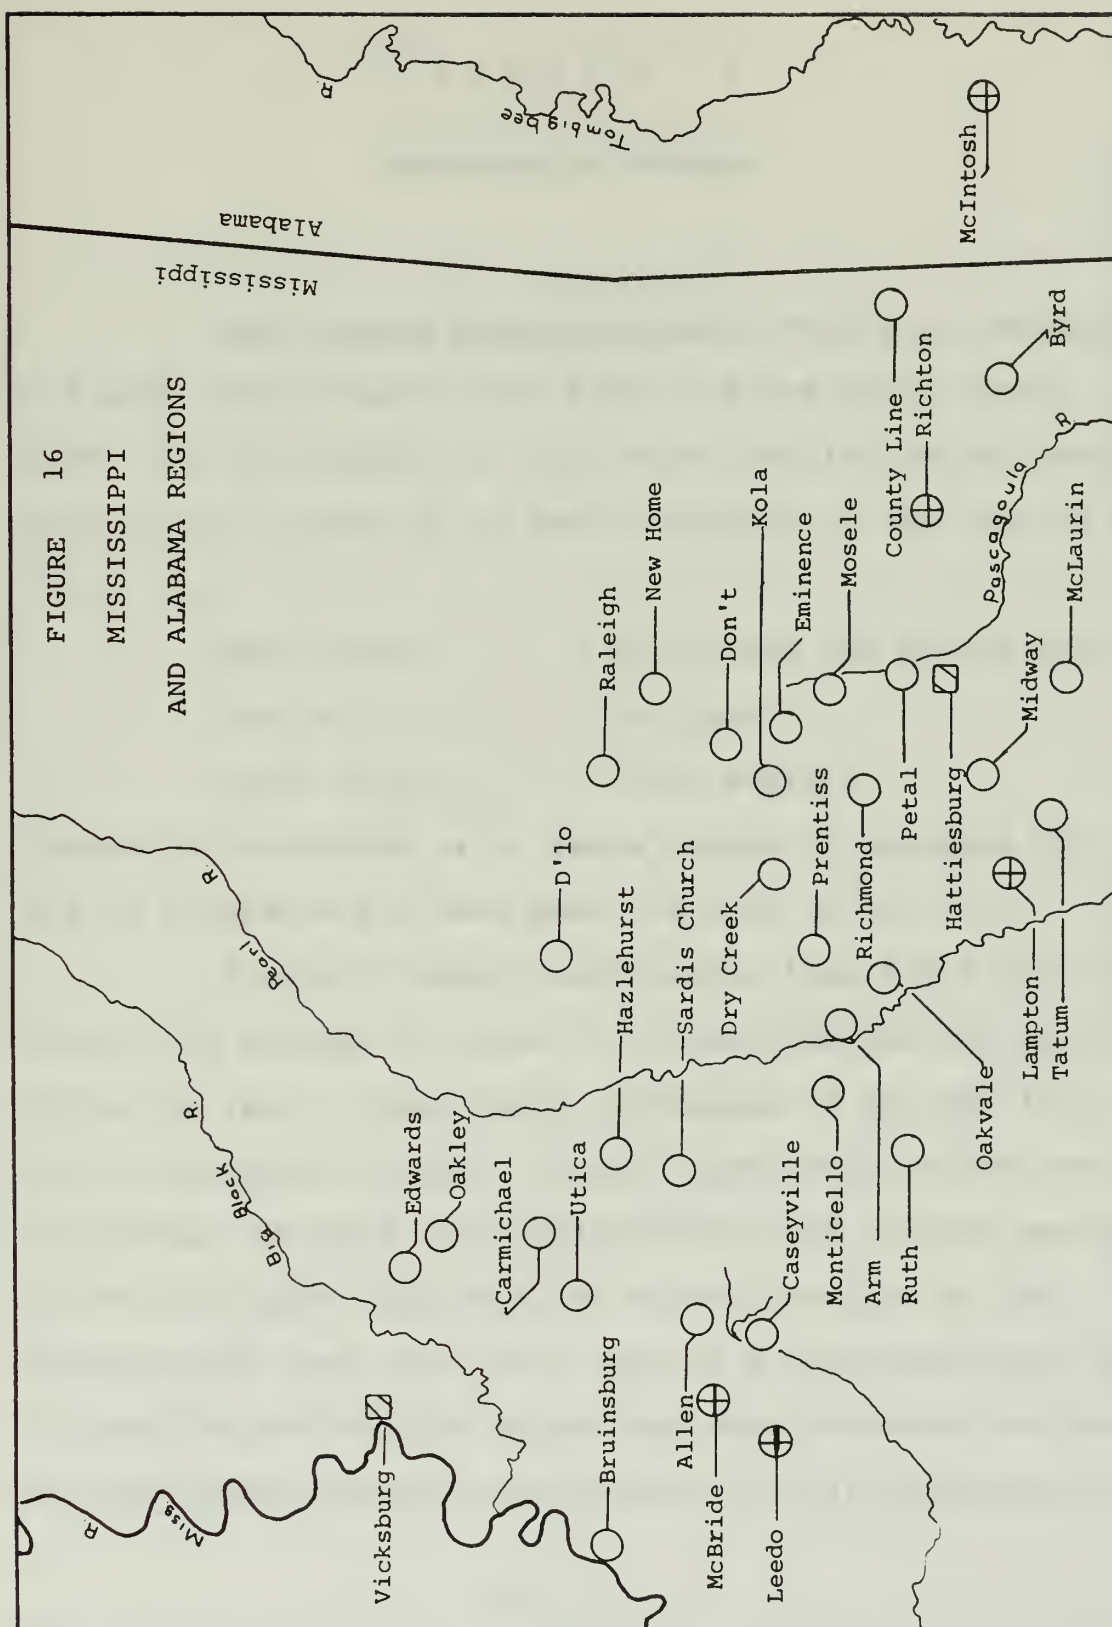 FIGURE 16
MISSISSIPPI
AND ALABAMA REGIONS
Miss. R.
Big Black R.
Pearl R.
Mississippi
Alabama
Tombigbee R.
Vicksburg
Edwards
Oakley
Carmichael
Utica
Bruinsburg
Hazlehurst
D'lo
Raleigh
New Home
Sardis Church
Allen
McBride
Leedo
Caseyville
Dry Creek
Don't
Kola
Eminence
Mosele
Prentiss
Richmond
Petal
Hattiesburg
Monticello
Arm
Ruth
Oakvale
Lampton
Tatum
Midway
McLaurin
County Line
Richton
Pascagoula R.
Byrd
McIntosh